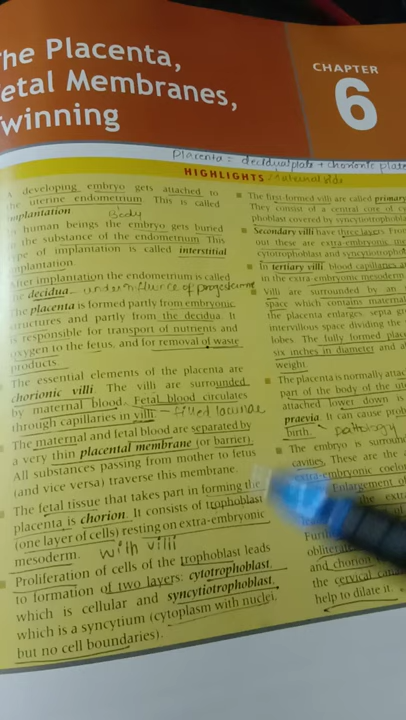 The Placenta,
etal Membranes,
winning
CHAPTER
6
Placenta = decidual plate + chorionic plate
HIGHLIGHTS
A developing embryo gets attached to
the uterine endometrium This is called
implantation
Body
human beings the embryo gets buried
in the substance of the endometrium This
type of implantation is called interstitial
implantation.
After implantation the endometrium is called
decidua under influence of progesterone
The placenta is formed partly from embryonic
structures and partly from the decidua. It
is responsible for transport of nutrients and
oxygen to the fetus, and for removal of waste
products.
The essential elements of the placenta are
chorionic villi. The villi are surrounded
by maternal blood. Fetal blood circulates
through capillaries in villi - filled lacunae
The maternal and fetal blood are separated by
a very thin placental membrane (or barrier).
All substances passing from mother to fetus
(and vice versa) traverse this membrane.
The fetal tissue that takes part in forming the
placenta is chorion. It consists of trophoblast
(one layer of cells) resting on extra-embryonic
mesoderm. with villi
Proliferation of cells of the trophoblast leads
to formation of two layers: cytotrophoblast,
which is cellular and syncytiotrophoblast,
which is a syncytium (cytoplasm with nuclei,
but no cell boundaries).
The first-formed villi are called primary
They consist of a central core of
phoblast covered by syncytiotrophobl
Secondary villi have three layers. From
out these are extra-embryonic me
cytotrophoblast and syncytiotroph
In tertiary villi blood capillaries a
in the extra-embryonic mesoderm
Villi are surrounded by an
space which contains maternal
the placenta enlarges septa gr
intervillous space dividing the
lobes. The fully formed place
six inches in diameter and a
weight
The placenta is normally attac
part of the body of the ute
attached lower down is
praevia. It can cause prob
birth. pathology
The embryo is surround
cavities. These are the
extra-embryonic coelom
Enlargement of
the extra
Furth
obliterat
and chorion
the cervical cana
help to dilate it.